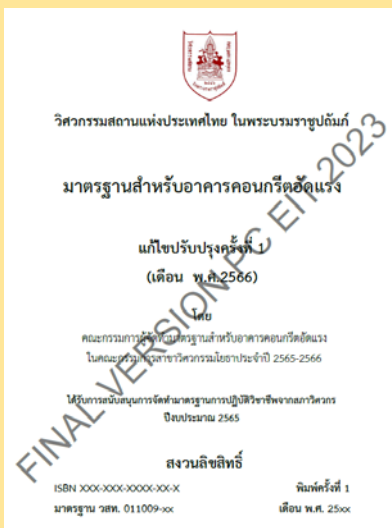 วิศวกรรมสถานแห่งประเทศไทย ในพระบรมราชูปถัมภ์
มาตรฐานสำหรับอาคารคอนกรีตอัดแรง
แก้ไขปรับปรุงครั้งที่ 1
(เดือน พ.ศ.2566)
โดย
คณะกรรมการผู้จัดทำมาตรฐานสำหรับอาคารคอนกรีตอัดแรง
ในคณะกรรมการสาขาวิศวกรรมโยธาประจำปี 2565-2566
ได้รับการสนับสนุนการจัดทำมาตรฐานการปฏิบัติวิชาชีพจากสภาวิศวกร
ปีงบประมาณ 2565
สงวนลิขสิทธิ์
ISBN XXX-XXX-XXXX-XX-X พิมพ์ครั้งที่ 1
มาตรฐาน วสท. 011009-xx เดือน พ.ศ. 25xx
FINAL VERSION PC EIT 2023